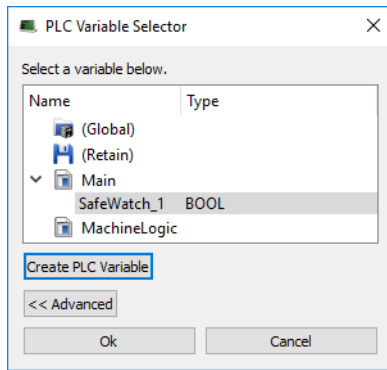 PLC Variable Selector
Select a variable below.
Name Type
(Global)
(Retain)
Main
SafeWatch_1 BOOL
MachineLogic
Create PLC Variable
<< Advanced
Ok Cancel